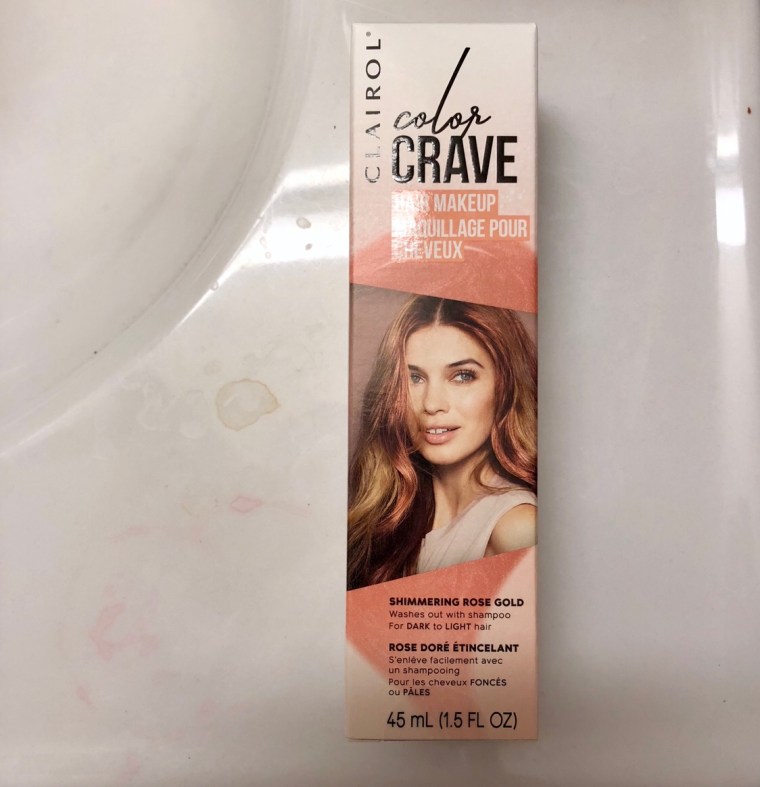 CLAIROL®
color
CRAVE
HAIR MAKEUP
MAQUILLAGE POUR
CHEVEUX
SHIMMERING ROSE GOLD
Washes out with shampoo
For DARK to LIGHT hair
ROSE DORÉ ÉTINCELANT
S'enlève facilement avec
un shampooing
Pour les cheveux FONCÉS
ou PÂLES
45 mL (1.5 FL OZ)